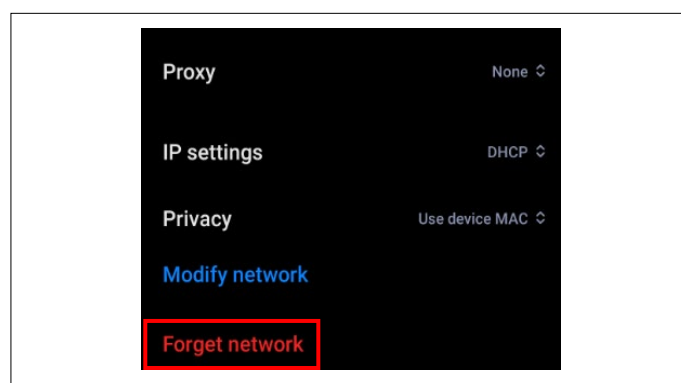 Proxy None
IP settings DHCP
Privacy Use device MAC
Modify network
Forget network